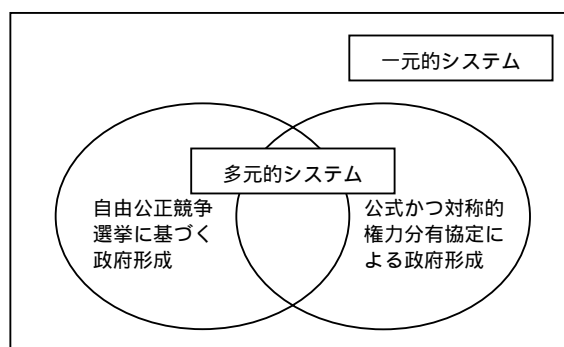 一元的システム
多元的システム
自由公正競争
選挙に基づく
政府形成
公式かつ対称的
権力分有協定に
よる政府形成